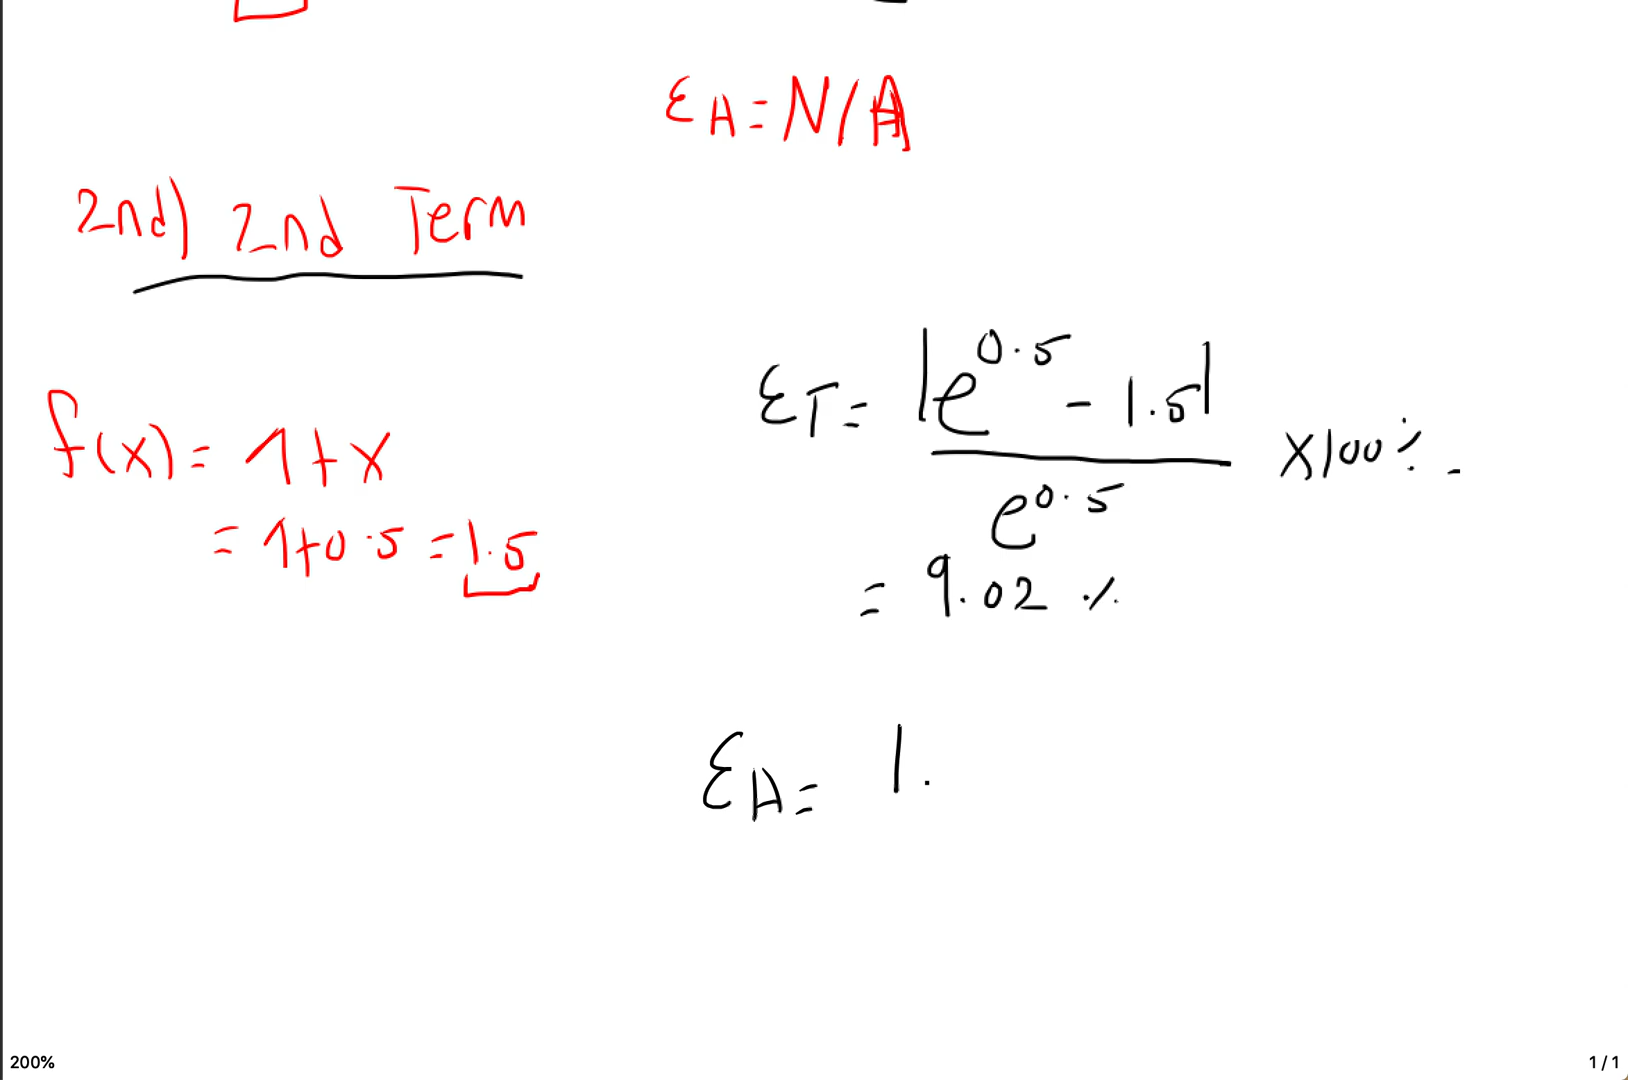 εA = N/A
2nd) 2nd Term
f(x) = 1+x
= 1+0.5 = 1.5
εT = |e^0.5 - 1.5| / e^0.5 x100%.
= 9.02 %
εA = 1.
200%
1 / 1